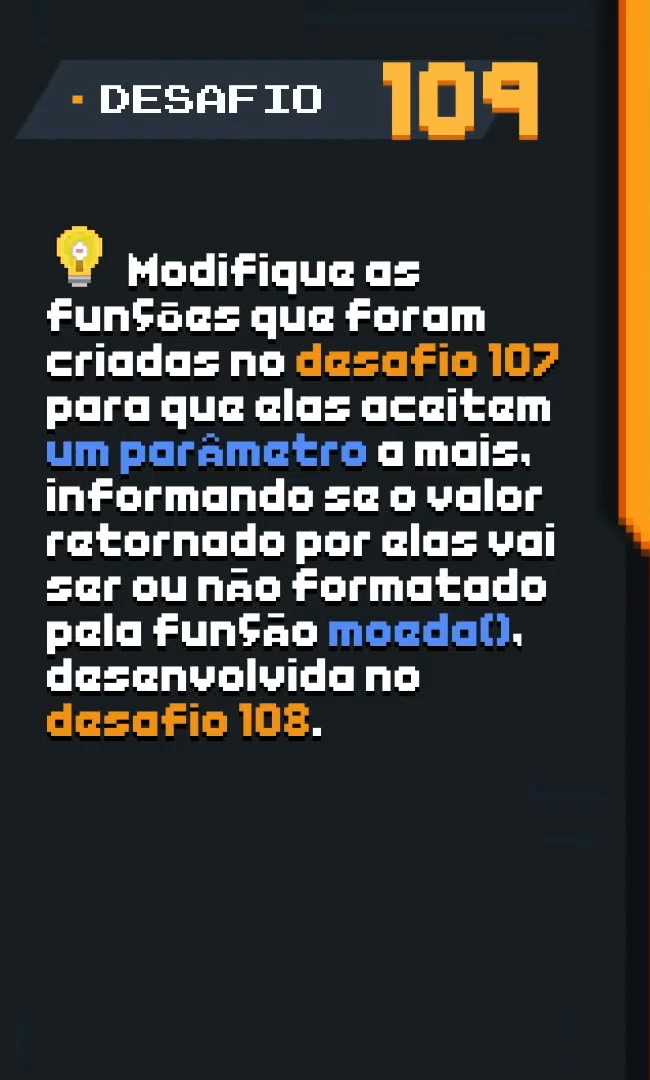 DESAFIO 109
Modifique as
funções que foram
criadas no desafio 107
para que elas aceitem
um parâmetro a mais,
informando se o valor
retornado por elas vai
ser ou não formatado
pela função moeda(),
desenvolvida no
desafio 108.